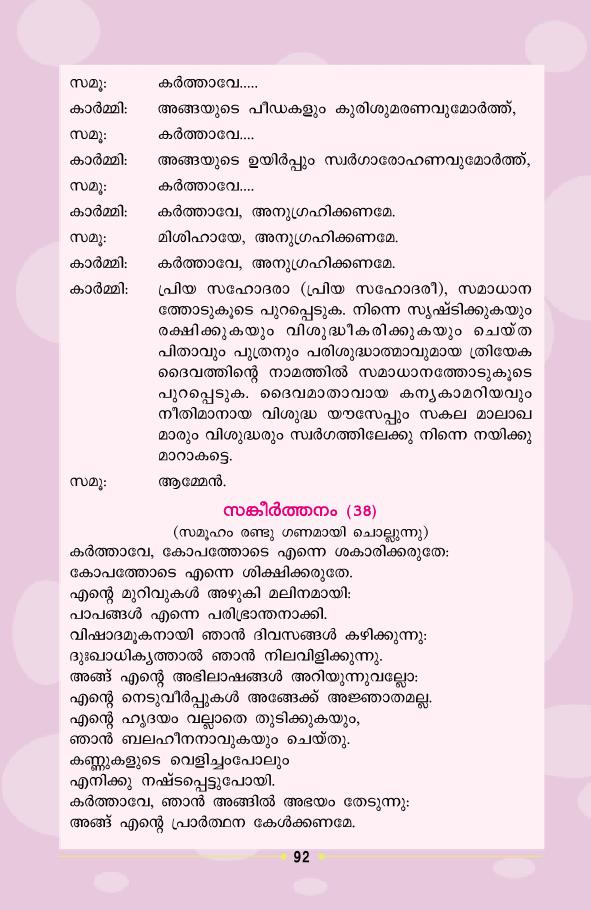 സമൂ: കർത്താവേ.....
കാർമ്മി: അങ്ങയുടെ പീഡകളും കുരിശുമരണവുമോർത്ത്,
സമൂ: കർത്താവേ....
കാർമ്മി: അങ്ങയുടെ ഉയിർപ്പും സ്വർഗാരോഹണവുമോർത്ത്,
സമൂ: കർത്താവേ....
കാർമ്മി: കർത്താവേ, അനുഗ്രഹിക്കണമേ.
സമൂ: മിശിഹായേ, അനുഗ്രഹിക്കണമേ.
കാർമ്മി: കർത്താവേ, അനുഗ്രഹിക്കണമേ.
കാർമ്മി: പ്രിയ സഹോദരാ (പ്രിയ സഹോദരീ), സമാധാന
ത്തോടുകൂടെ പുറപ്പെടുക. നിന്നെ സൃഷ്ടിക്കുകയും
രക്ഷിക്കുകയും വിശുദ്ധീകരിക്കുകയും ചെയ്ത
പിതാവും പുത്രനും പരിശുദ്ധാത്മാവുമായ ത്രിയേക
ദൈവത്തിന്റെ നാമത്തിൽ സമാധാനത്തോടുകൂടെ
പുറപ്പെടുക. ദൈവമാതാവായ കന്യകാമറിയവും
നീതിമാനായ വിശുദ്ധ യൗസേപ്പും സകല മാലാഖ
മാരും വിശുദ്ധരും സ്വർഗത്തിലേക്കു നിന്നെ നയിക്കു
മാറാകട്ടെ.
സമൂ: ആമ്മേൻ.
സങ്കീർത്തനം (38)
(സമൂഹം രണ്ടു ഗണമായി ചൊല്ലുന്നു)
കർത്താവേ, കോപത്തോടെ എന്നെ ശകാരിക്കരുതേ:
കോപത്തോടെ എന്നെ ശിക്ഷിക്കരുതേ.
എന്റെ മുറിവുകൾ അഴുകി മലിനമായി:
പാപങ്ങൾ എന്നെ പരിഭ്രാന്തനാക്കി.
വിഷാദമൂകനായി ഞാൻ ദിവസങ്ങൾ കഴിക്കുന്നു:
ദുഃഖാധിക്യത്താൽ ഞാൻ നിലവിളിക്കുന്നു.
അങ്ങ് എന്റെ അഭിലാഷങ്ങൾ അറിയുന്നുവല്ലോ:
എന്റെ നെടുവീർപ്പുകൾ അങ്ങേക്ക് അജ്ഞാതമല്ല.
എന്റെ ഹൃദയം വല്ലാതെ തുടിക്കുകയും,
ഞാൻ ബലഹീനനാവുകയും ചെയ്തു.
കണ്ണുകളുടെ വെളിച്ചംപോലും
എനിക്കു നഷ്ടപ്പെട്ടുപോയി.
കർത്താവേ, ഞാൻ അങ്ങിൽ അഭയം തേടുന്നു:
അങ്ങ് എന്റെ പ്രാർത്ഥന കേൾക്കണമേ.
92